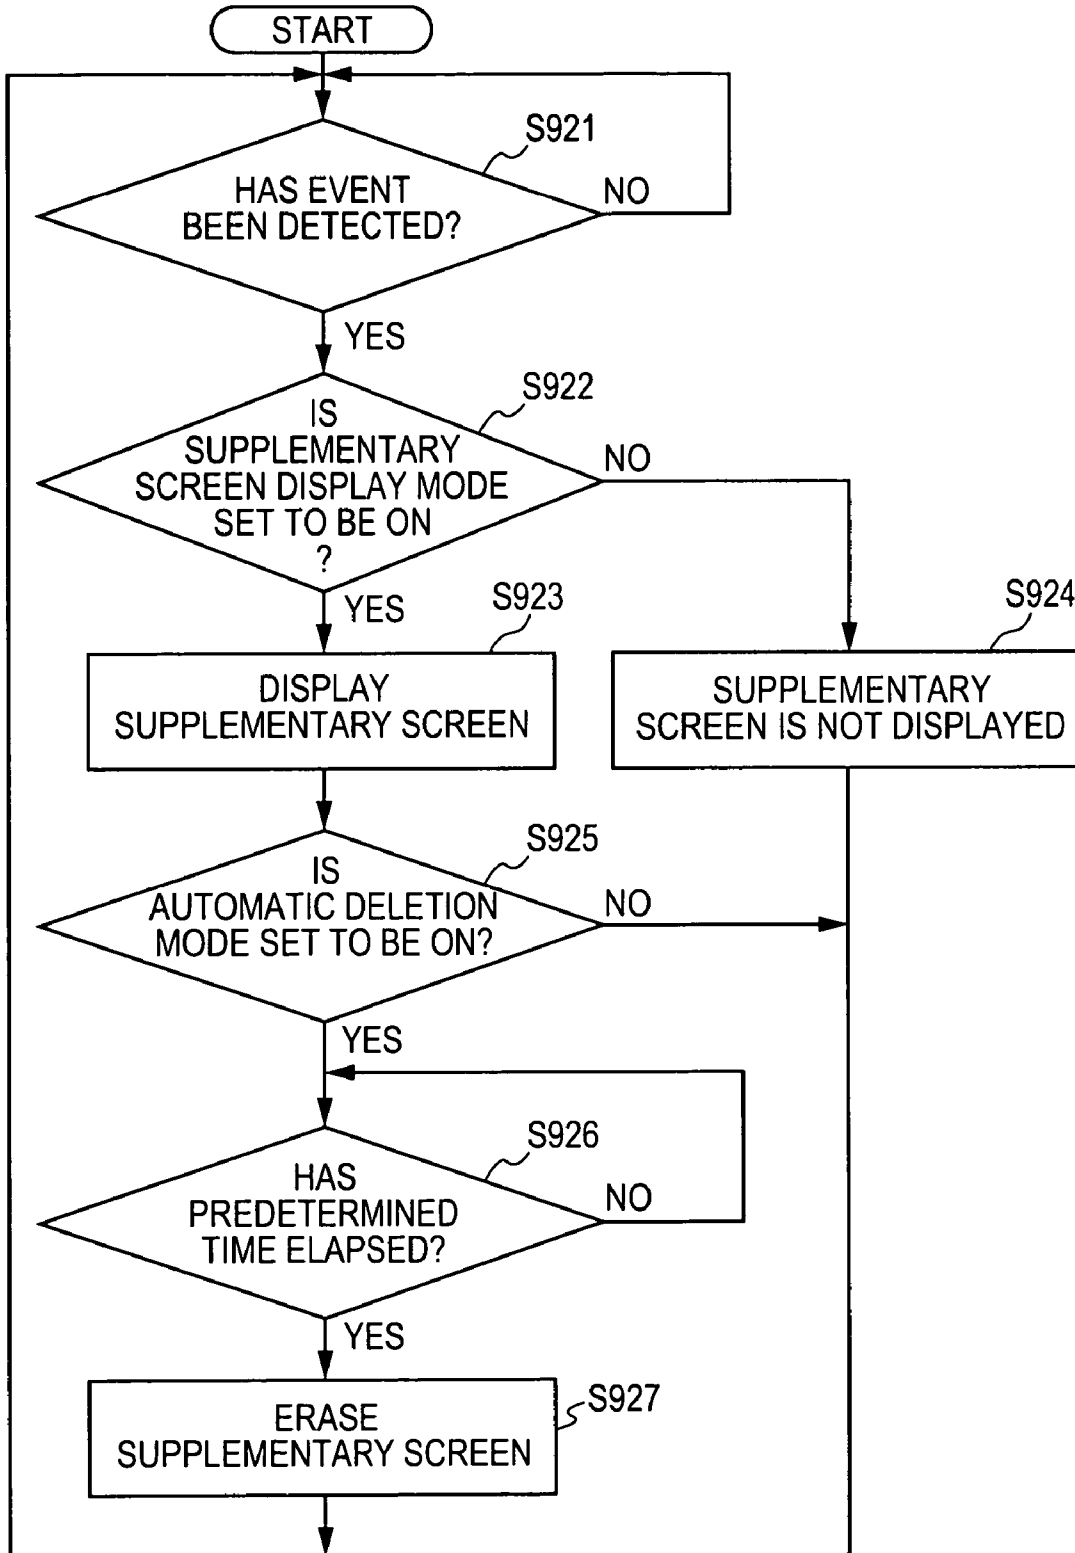 START
S921
HAS EVENT
BEEN DETECTED?
NO
YES
S922
IS
SUPPLEMENTARY
SCREEN DISPLAY MODE
SET TO BE ON
?
NO
YES
S923
DISPLAY
SUPPLEMENTARY SCREEN
S924
SUPPLEMENTARY
SCREEN IS NOT DISPLAYED
S925
IS
AUTOMATIC DELETION
MODE SET TO BE ON?
NO
YES
S926
HAS
PREDETERMINED
TIME ELAPSED?
NO
YES
S927
ERASE
SUPPLEMENTARY SCREEN